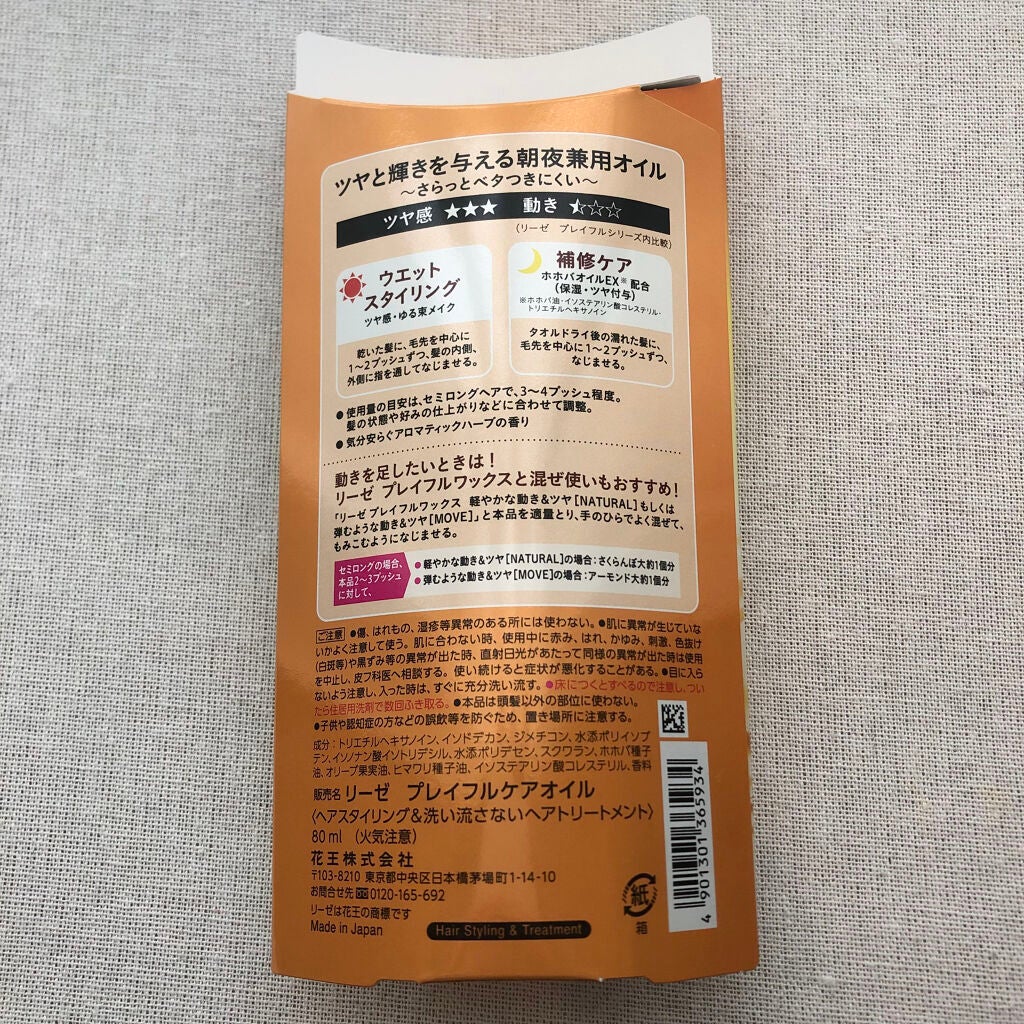 ツヤと輝きを与える朝夜兼用オイル
～さらっとベタつきにくい～
ツヤ感 ★★★ 動き ⯪☆☆
(リーゼ プレイフルシリーズ内比較)
ウエット
スタイリング
ツヤ感・ゆる束メイク
乾いた髪に、毛先を中心に
1～2プッシュずつ、髪の内側、
外側に指を通してなじませる。
補修ケア
ホホバオイルEX※配合
(保湿・ツヤ付与)
※ホホバ油・イソステアリン酸コレステリル・
トリエチルヘキサノイン
タオルドライ後の濡れた髪に、
毛先を中心に1～2プッシュずつ、
なじませる。
●使用量の目安は、セミロングヘアで、3～4プッシュ程度。
髪の状態や好みの仕上がりなどに合わせて調整。
●気分安らぐアロマティックハーブの香り
動きを足したいときは!
リーゼ プレイフルワックスと混ぜ使いもおすすめ!
「リーゼ プレイフルワックス 軽やかな動き&ツヤ[NATURAL]もしくは
弾むような動き&ツヤ[MOVE]」と本品を適量とり、手のひらでよく混ぜて、
もみこむようになじませる。
セミロングの場合、
本品2～3プッシュ
に対して、
●軽やかな動き&ツヤ[NATURAL]の場合:さくらんぼ大約1個分
●弾むような動き&ツヤ[MOVE]の場合:アーモンド大約1個分
ご注意 ●傷、はれもの、湿疹等異常のある所には使わない。●肌に異常が生じていな
いかよく注意して使う。肌に合わない時、使用中に赤み、はれ、かゆみ、刺激、色抜け
(白斑等)や黒ずみ等の異常が出た時、直射日光があたって同様の異常が出た時は使用
を中止し、皮フ科医へ相談する。使い続けると症状が悪化することがある。●目に入ら
ないよう注意し、入った時は、すぐに充分洗い流す。●床につくとすべるので注意し、つい
たら住居用洗剤で数回ふき取る。●本品は頭髪以外の部位に使わない。
●子供や認知症の方などの誤飲等を防ぐため、置き場所に注意する。
成分:トリエチルヘキサノイン、イソドデカン、ジメチコン、水添ポリイソブ
テン、イソノナン酸イソトリデシル、水添ポリデセン、スクワラン、ホホバ種子
油、オリーブ果実油、ヒマワリ種子油、イソステアリン酸コレステリル、香料
販売名 リーゼ プレイフルケアオイル
〈ヘアスタイリング&洗い流さないヘアトリートメント〉
80ml (火気注意)
花王株式会社
〒103-8210 東京都中央区日本橋茅場町1-14-10
お問合せ先 0120-165-692
リーゼは花王の商標です
Made in Japan
Hair Styling & Treatment
紙
箱
4 901301 365934